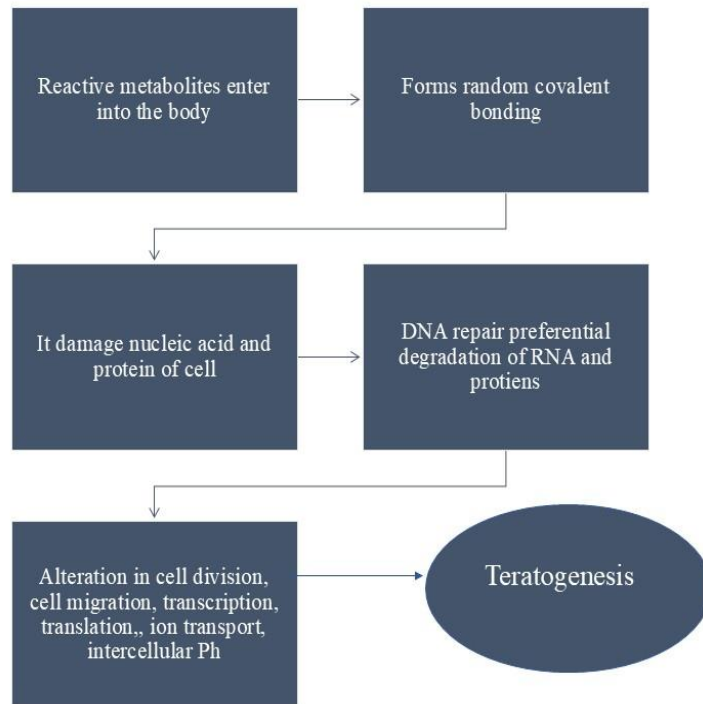 Reactive metabolites enter
into the body
Forms random covalent
bonding
It damage nucleic acid and
protein of cell
DNA repair preferential
degradation of RNA and
protiens
Alteration in cell division,
cell migration, transcription,
translation,, ion transport,
intercellular Ph
Teratogenesis